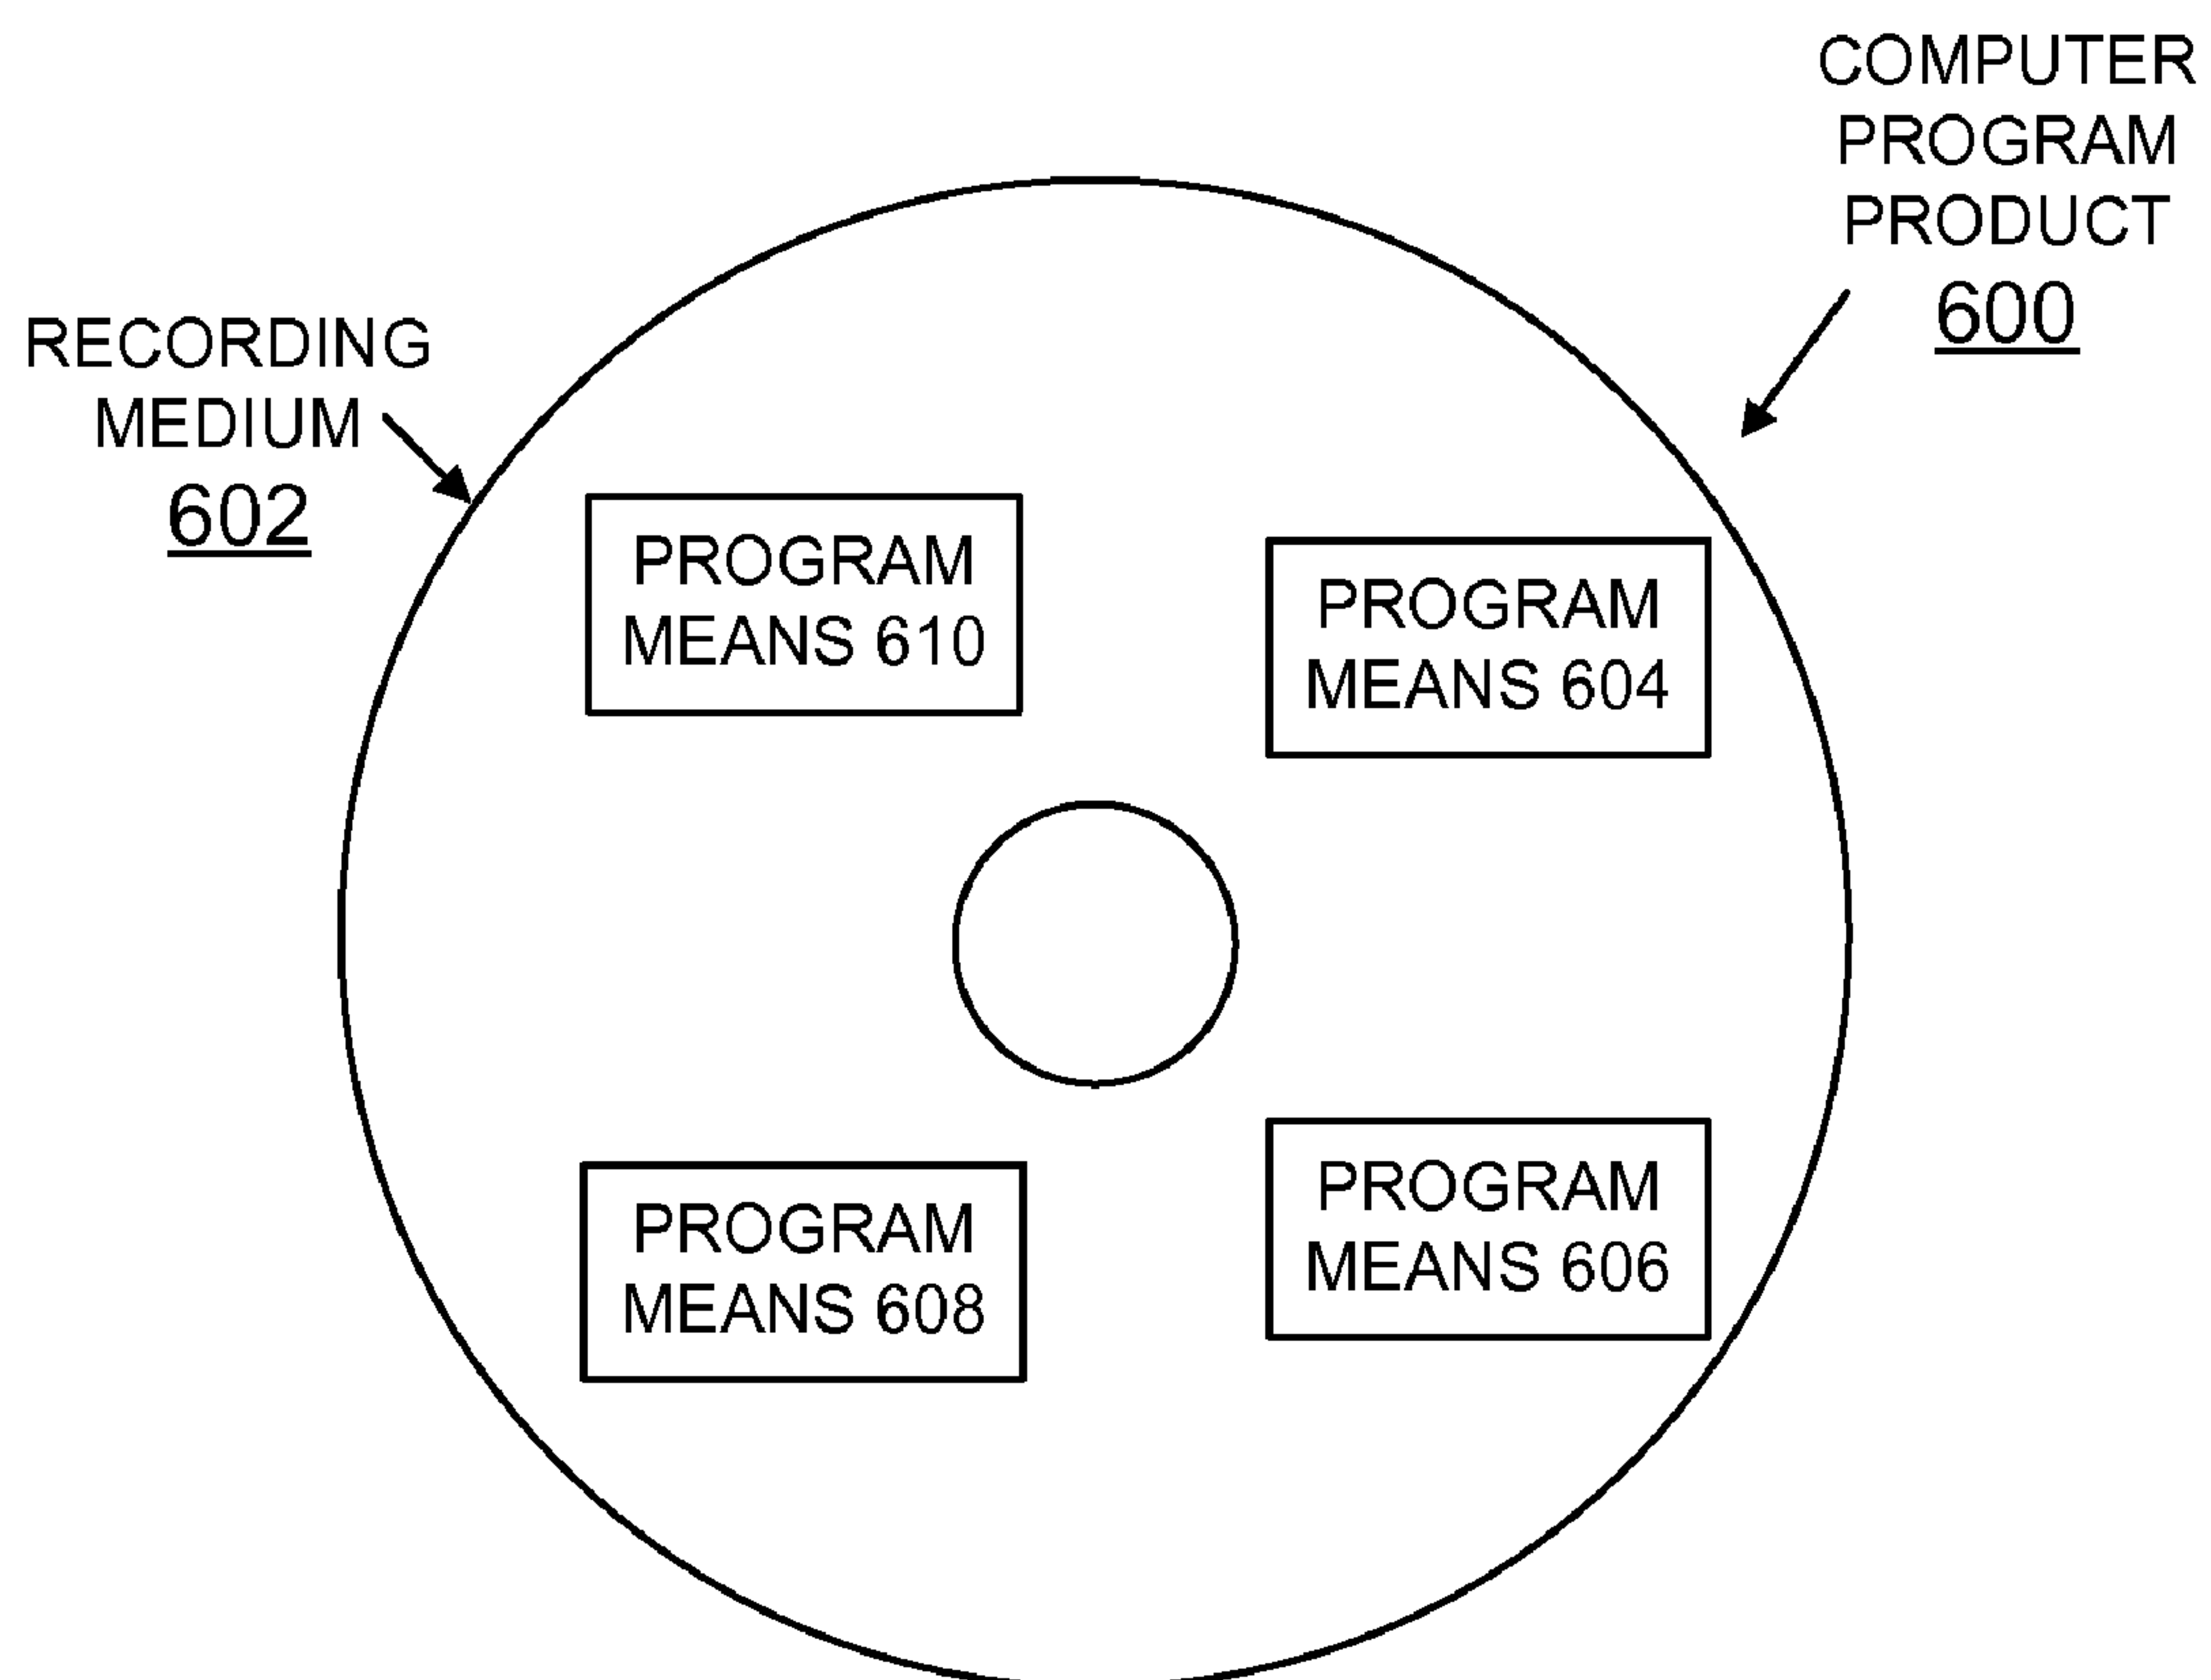 COMPUTER
PROGRAM
PRODUCT
600
RECORDING
MEDIUM
602
PROGRAM
MEANS 610
PROGRAM
MEANS 604
PROGRAM
MEANS 608
PROGRAM
MEANS 606